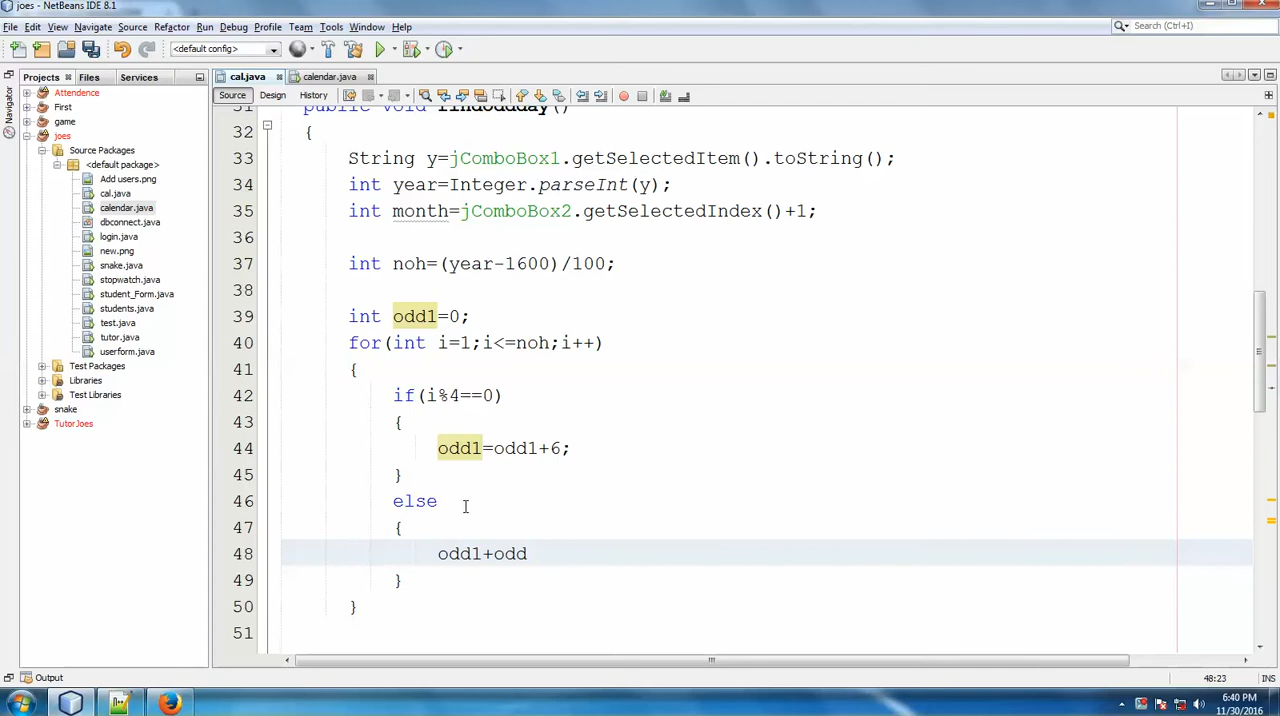 joes - NetBeans IDE 8.1
File Edit View Navigate Source Refactor Run Debug Profile Team Tools Window Help
Search (Ctrl+I)
<default config>
Projects Files Services
cal.java calendar.java
Source Design History
Navigator
Attendence
First
game
joes
Source Packages
<default package>
Add users.png
cal.java
calendar.java
dbconnect.java
login.java
new.png
snake.java
stopwatch.java
student_Form.java
students.java
test.java
tutor.java
userform.java
Test Packages
Libraries
Test Libraries
snake
TutorJoes
31 public void findoddday()
32 {
33 String y=jComboBox1.getSelectedItem().toString();
34 int year=Integer.parseInt(y);
35 int month=jComboBox2.getSelectedIndex()+1;
36
37 int noh=(year-1600)/100;
38
39 int odd1=0;
40 for(int i=1;i<=noh;i++)
41 {
42 if(i%4==0)
43 {
44 odd1=odd1+6;
45 }
46 else
47 {
48 odd1+odd
49 }
50 }
51
Output
48:23 INS
6:40 PM
11/30/2016